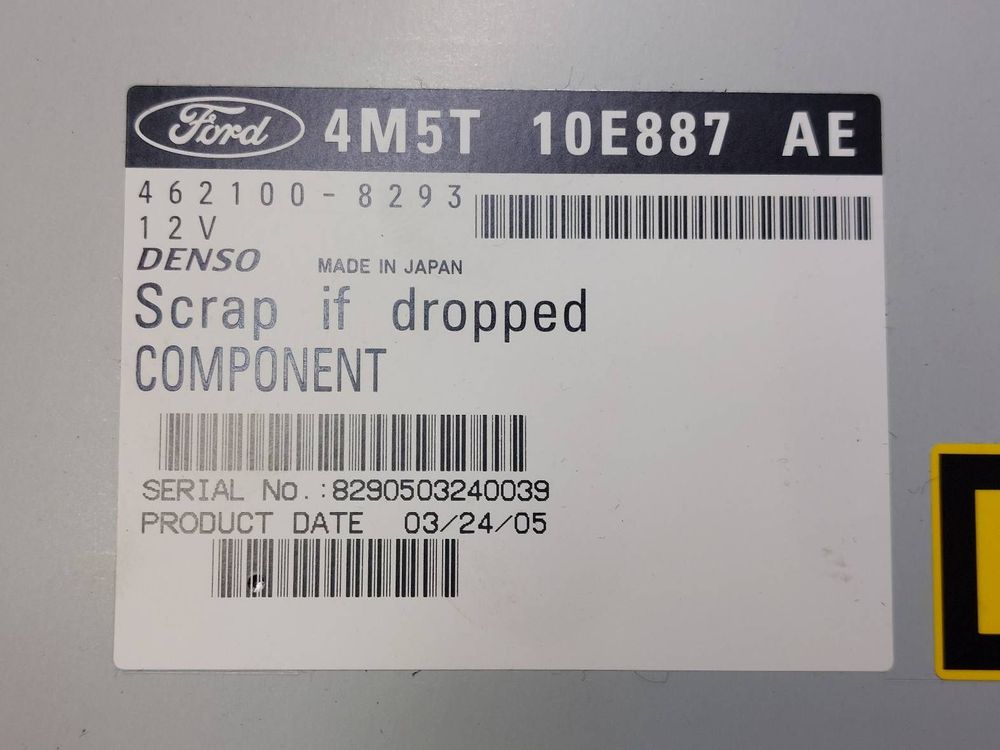 Ford 4M5T 10E887 AE
462100-8293
12V
DENSO MADE IN JAPAN
Scrap if dropped
COMPONENT
SERIAL No.:8290503240039
PRODUCT DATE 03/24/05